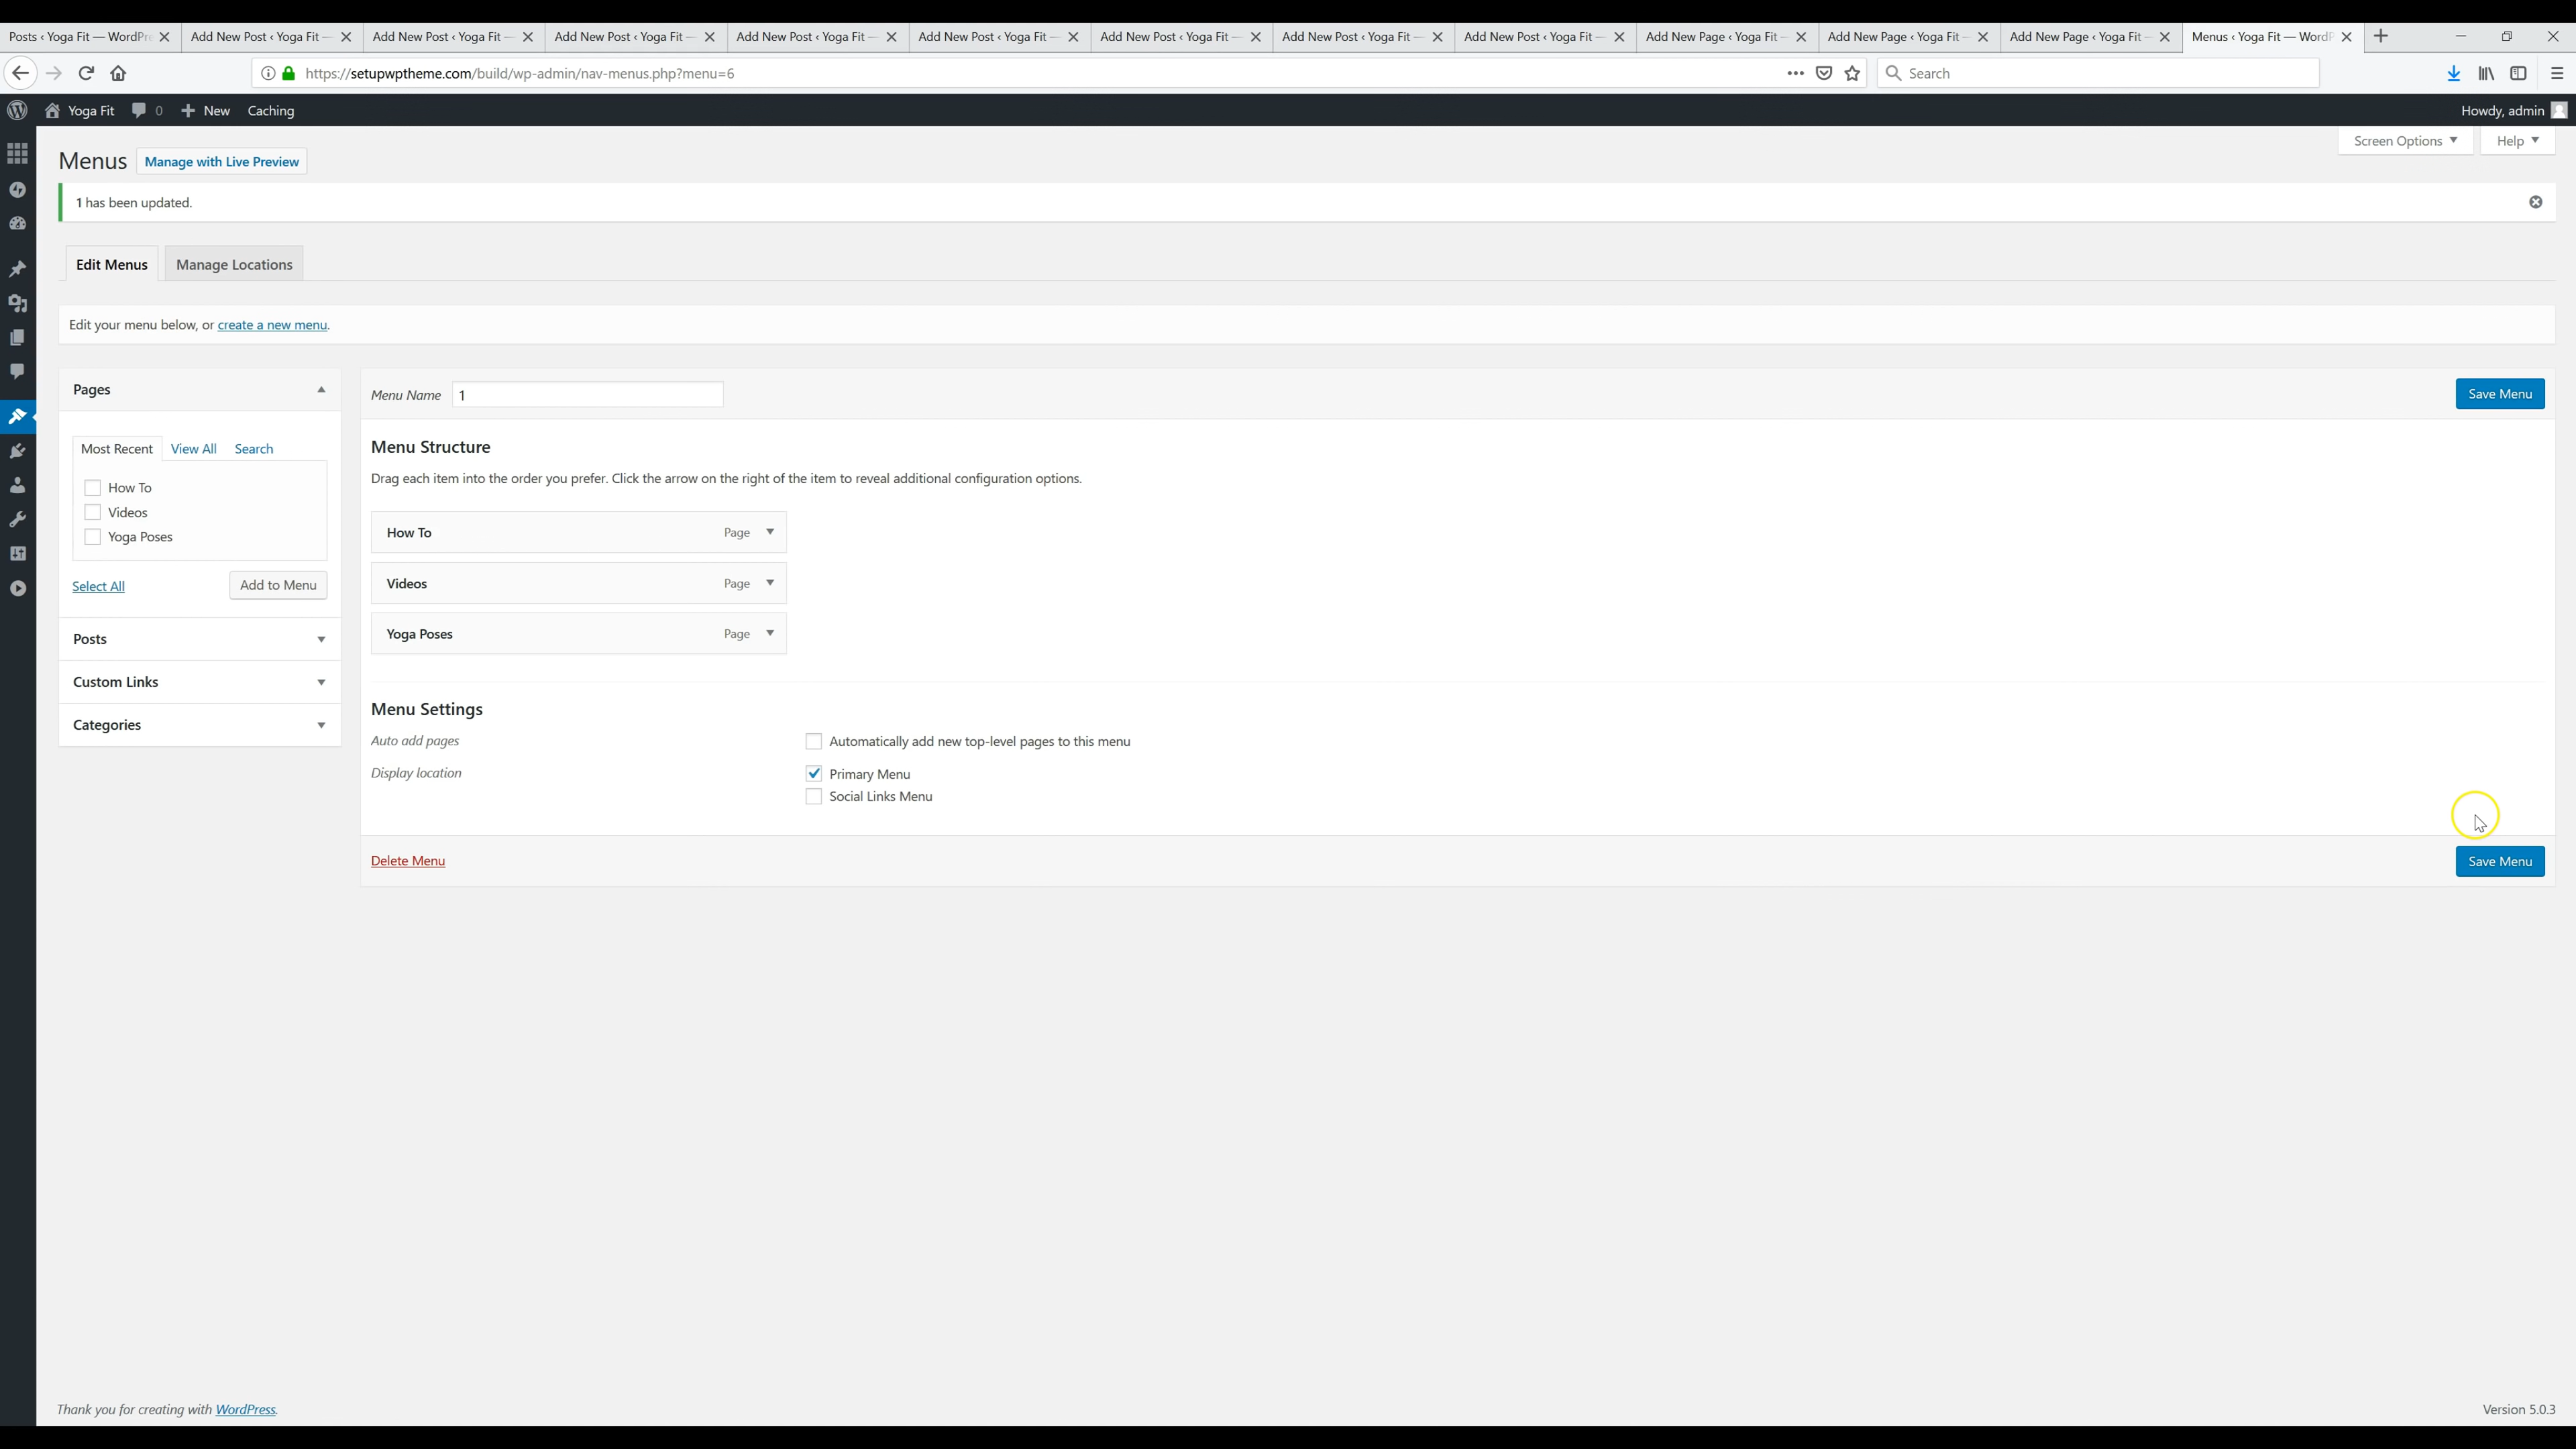 Posts ‹ Yoga Fit — WordPre
Add New Post ‹ Yoga Fit —
Add New Post ‹ Yoga Fit —
Add New Post ‹ Yoga Fit —
Add New Post ‹ Yoga Fit —
Add New Post ‹ Yoga Fit —
Add New Post ‹ Yoga Fit —
Add New Post ‹ Yoga Fit —
Add New Post ‹ Yoga Fit —
Add New Page ‹ Yoga Fit —
Add New Page ‹ Yoga Fit —
Add New Page ‹ Yoga Fit —
Menus ‹ Yoga Fit — WordP
https://setupwptheme.com/build/wp-admin/nav-menus.php?menu=6
Search
Yoga Fit
0
New
Caching
Howdy, admin
Screen Options
Help
Menus
Manage with Live Preview
1 has been updated.
Edit Menus
Manage Locations
Edit your menu below, or create a new menu.
Pages
Most Recent
View All
Search
How To
Videos
Yoga Poses
Select All
Add to Menu
Posts
Custom Links
Categories
Menu Name
1
Save Menu
Menu Structure
Drag each item into the order you prefer. Click the arrow on the right of the item to reveal additional configuration options.
How To Page
Videos Page
Yoga Poses Page
Menu Settings
Auto add pages
Automatically add new top-level pages to this menu
Display location
Primary Menu
Social Links Menu
Delete Menu
Save Menu
Thank you for creating with WordPress.
Version 5.0.3